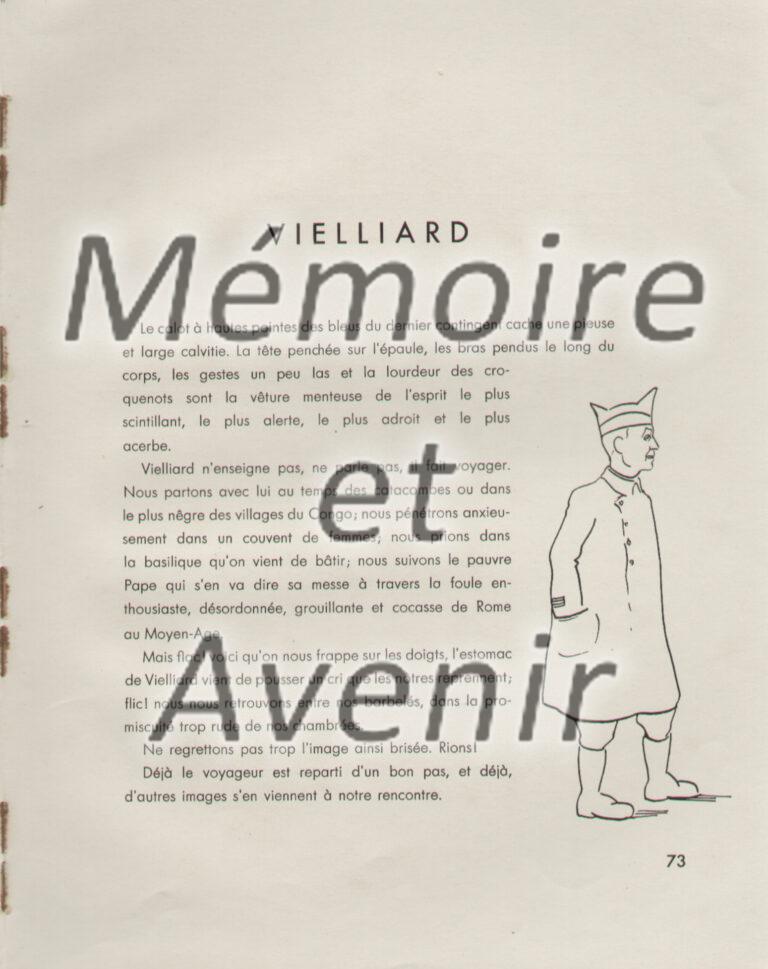 VIELLIARD
Mémoire
Le calot à hautes pointes des bleus du dernier contingent cache une pieuse
et large calvitie. La tête penchée sur l'épaule, les bras pendus le long du
corps, les gestes un peu las et la lourdeur des cro-
quenots sont la vêture menteuse de l'esprit le plus
scintillant, le plus alerte, le plus adroit et le plus
acerbe.
Vielliard n'enseigne pas, ne parle pas, il fait voyager.
et
Nous partons avec lui au temps des catacombes ou dans
le plus nêgre des villages du Congo; nous pénétrons anxieu-
sement dans un couvent de femmes; nous prions dans
la basilique qu'on vient de bâtir; nous suivons le pauvre
Pape qui s'en va dire sa messe à travers la foule en-
thousiaste, désordonnée, grouillante et cocasse de Rome
au Moyen-Age.
Mais flac! voici qu'on nous frappe sur les doigts, l'estomac
de Vielliard vient de pousser un cri que les nôtres reprennent;
Avenir
flic! nous nous retrouvons entre nos barbelés, dans la pro-
miscuité trop rude de nos chambrées.
Ne regrettons pas trop l'image ainsi brisée. Rions!
Déjà le voyageur est reparti d'un bon pas, et déjà,
d'autres images s'en viennent à notre rencontre.
73